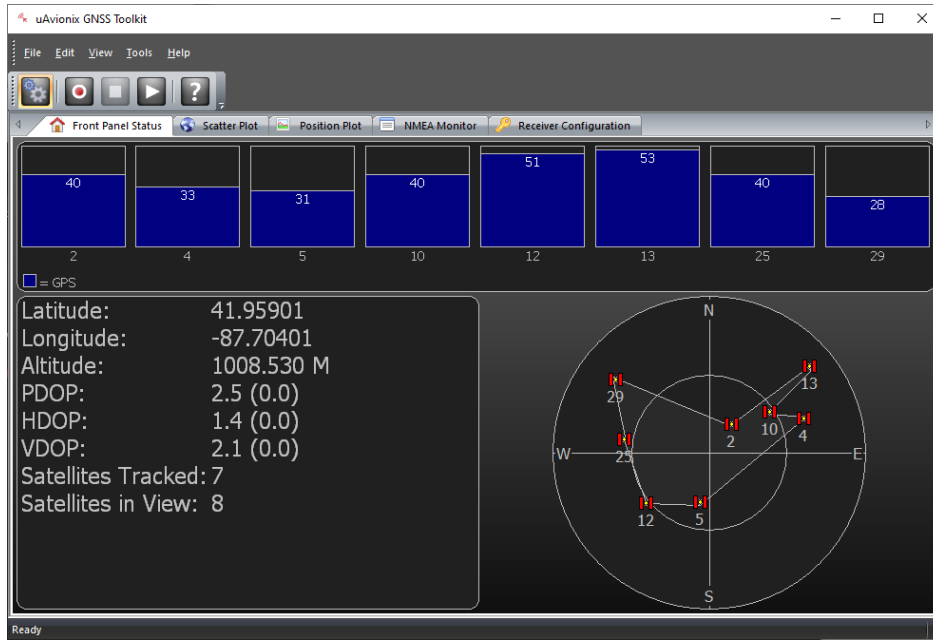 uAvionix GNSS Toolkit
File Edit View Tools Help
Front Panel Status Scatter Plot Position Plot NMEA Monitor Receiver Configuration
40 33 31 40 51 53 40 28
2 4 5 10 12 13 25 29
= GPS
Latitude: 41.95901
Longitude: -87.70401
Altitude: 1008.530 M
PDOP: 2.5 (0.0)
HDOP: 1.4 (0.0)
VDOP: 2.1 (0.0)
Satellites Tracked: 7
Satellites in View: 8
N
13
29
10 4
2
W 25 E
12 5
S
Ready